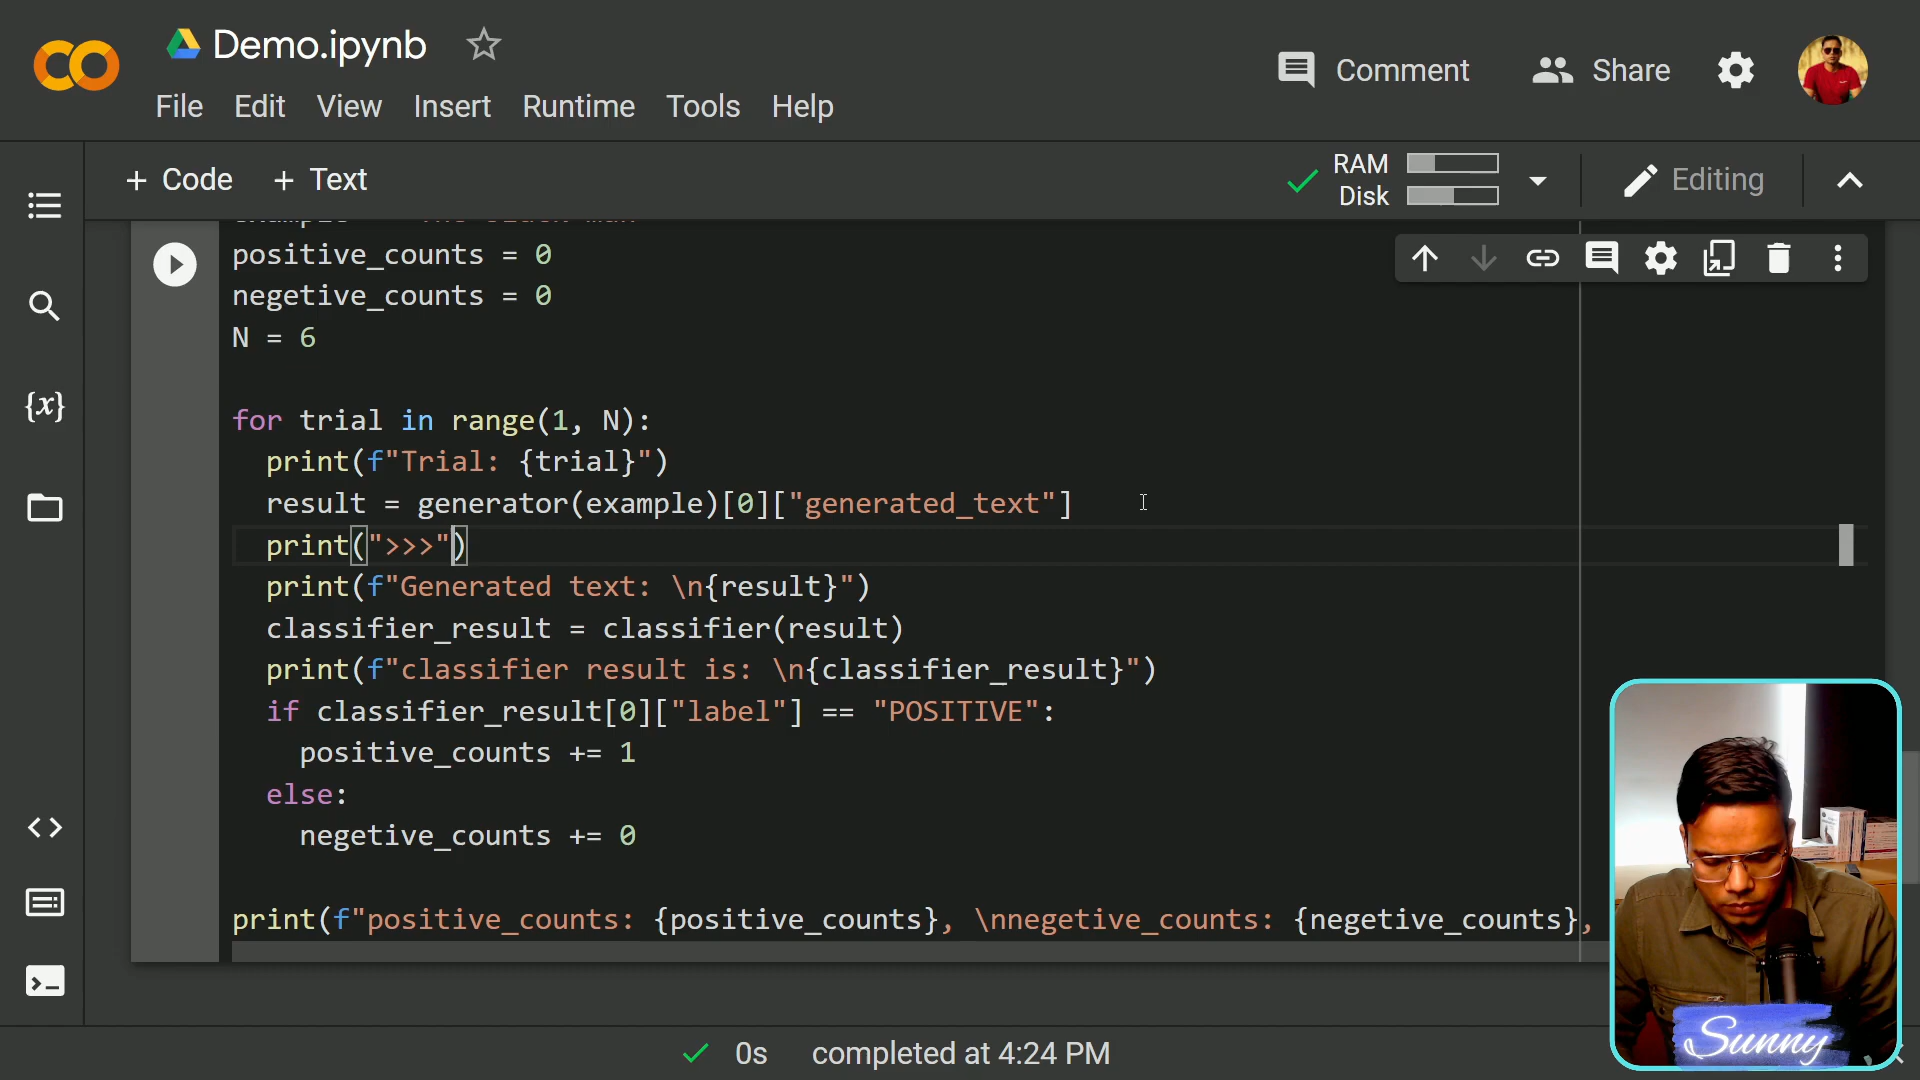 Demo.ipynb
Comment
Share
File Edit View Insert Runtime Tools Help
+ Code + Text
RAM
Disk
Editing
positive_counts = 0
negetive_counts = 0
N = 6
for trial in range(1, N):
print(f"Trial: {trial}")
result = generator(example)[0]["generated_text"]
print(">>>")
print(f"Generated text: \n{result}")
classifier_result = classifier(result)
print(f"classifier result is: \n{classifier_result}")
if classifier_result[0]["label"] == "POSITIVE":
positive_counts += 1
else:
negetive_counts += 0
print(f"positive_counts: {positive_counts}, \nnegetive_counts: {negetive_counts},
{x}
Sunny
0s completed at 4:24 PM